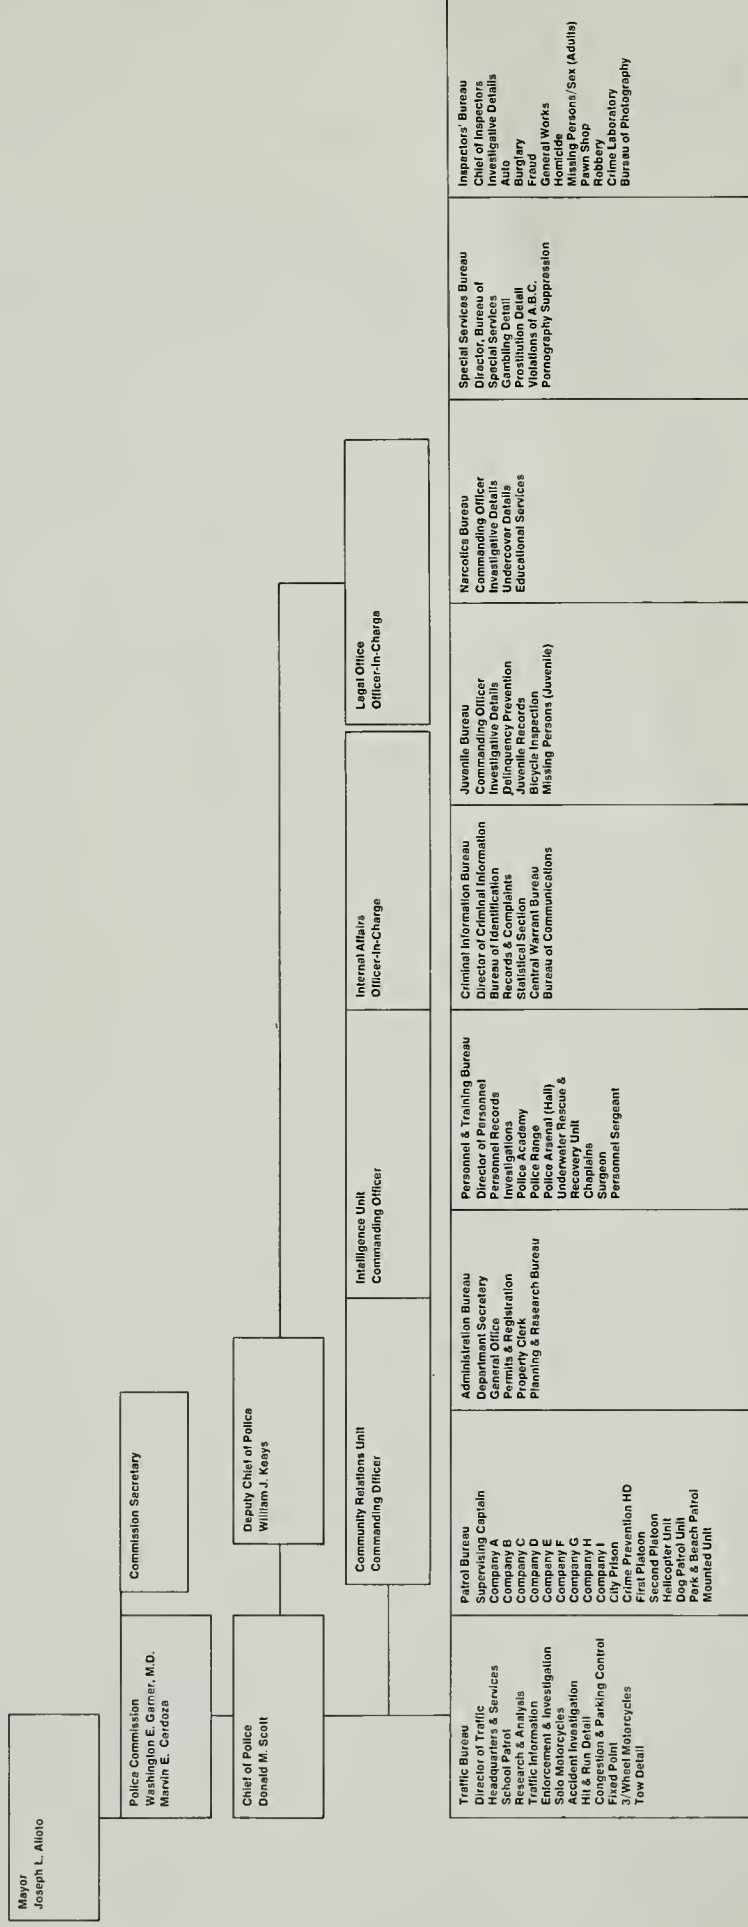 Mayor
Joseph L. Alioto
Police Commission
Washington E. Garner, M.D.
Marvin E. Cardoza
Commission Secretary
Chief of Police
Donald M. Scott
Deputy Chief of Police
William J. Keays
Community Relations Unit
Commanding Officer
Intelligence Unit
Commanding Officer
Internal Affairs
Officer-In-Charge
Legal Office
Officer-In-Charge
Traffic Bureau
Director of Traffic
Headquarters & Services
School Patrol
Research & Analysis
Traffic Information
Enforcement & Investigation
Solo Motorcycles
Accident Investigation
Hit & Run Detail
Congestion & Parking Control
Fixed Point
3/Wheel Motorcycles
Tow Detail
Patrol Bureau
Supervising Captain
Company A
Company B
Company C
Company D
Company E
Company F
Company G
Company H
Company I
City Prison
Crime Prevention HD
First Platoon
Second Platoon
Helicopter Unit
Dog Patrol Unit
Park & Beach Patrol
Mounted Unit
Administration Bureau
Department Secretary
General Office
Permits & Registration
Property Clerk
Planning & Research Bureau
Personnel & Training Bureau
Director of Personnel
Personnel Records
Investigations
Police Academy
Police Range
Police Arsenal (Hall)
Underwater Rescue &
Recovery Unit
Chaplains
Surgeon
Personnel Sergeant
Criminal Information Bureau
Director of Criminal Information
Bureau of Identification
Records & Complaints
Statistical Section
Central Warrant Bureau
Bureau of Communications
Juvenile Bureau
Commanding Officer
Investigative Details
Delinquency Prevention
Juvenile Records
Bicycle Inspection
Missing Persons (Juvenile)
Narcotics Bureau
Commanding Officer
Investigative Details
Undercover Details
Educational Services
Special Services Bureau
Director, Bureau of
Special Services
Gambling Detail
Prostitution Detail
Violations of A.B.C.
Pornography Suppression
Inspectors' Bureau
Chief of Inspectors
Investigative Details
Auto
Burglary
Fraud
General Works
Homicide
Missing Persons/Sex (Adults)
Pawn Shop
Robbery
Crime Laboratory
Bureau of Photography